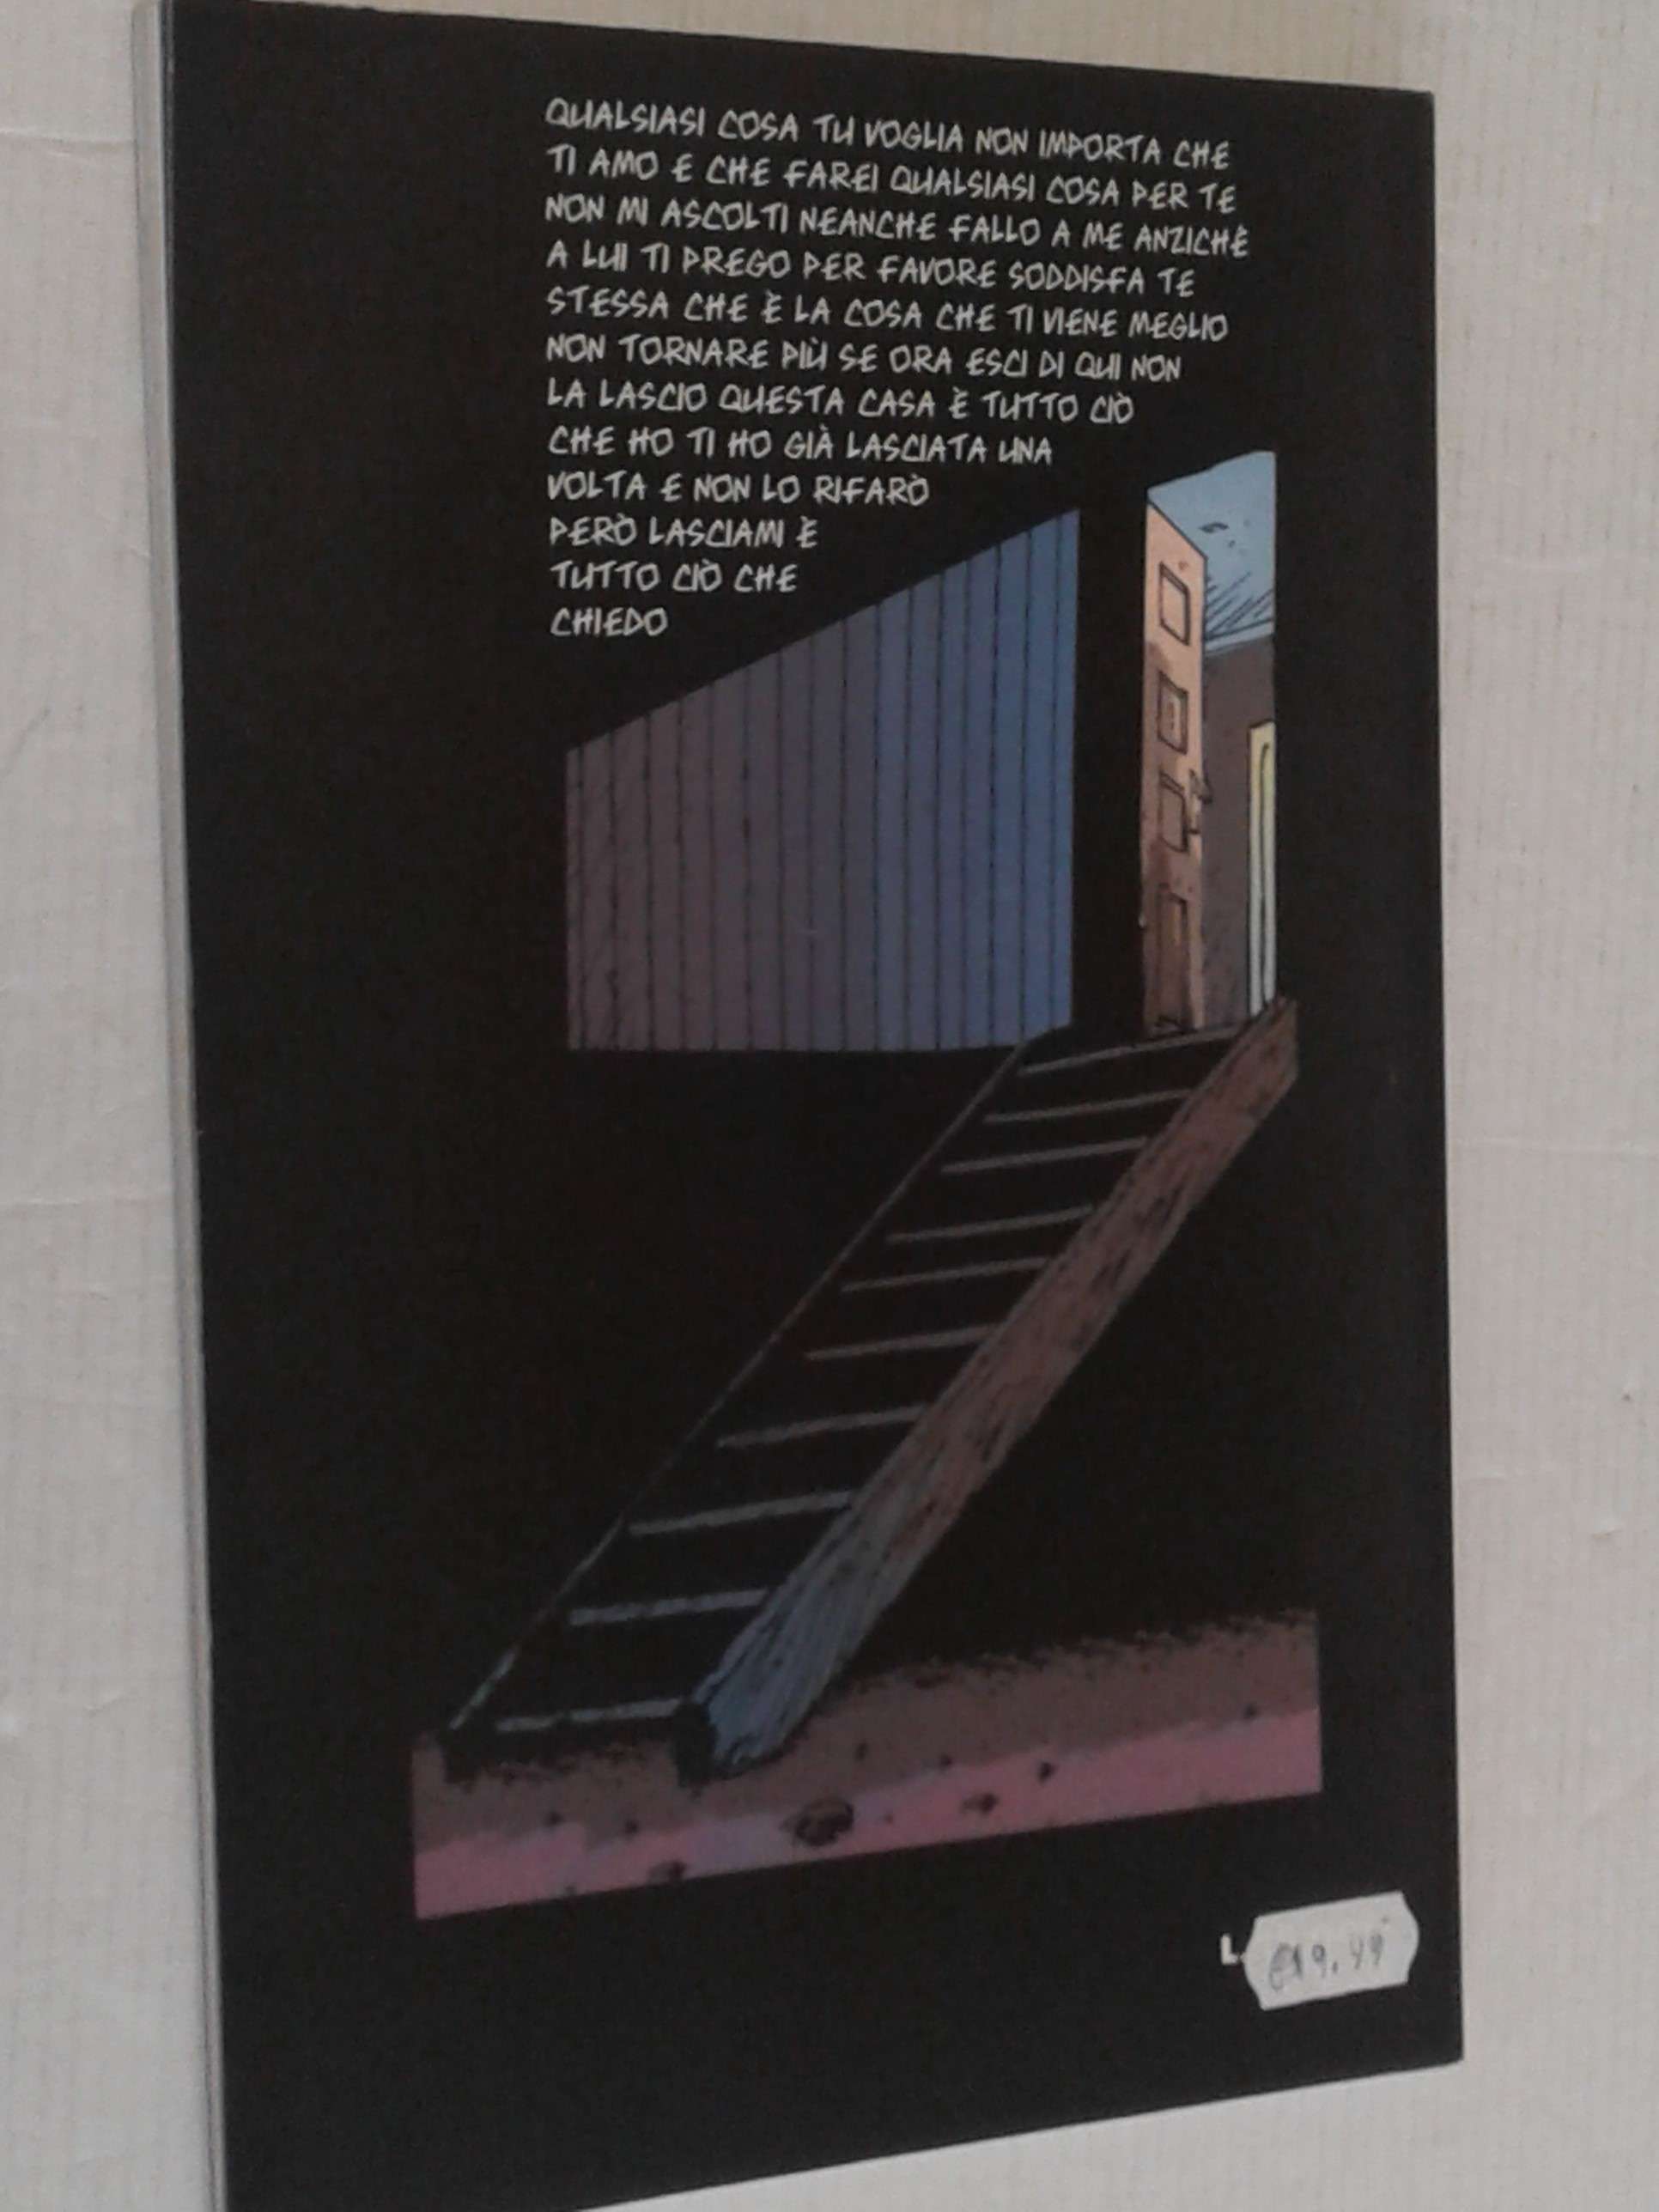 QUALSIASI COSA TU VOGLIA NON IMPORTA CHE
TI AMO E CHE FAREI QUALSIASI COSA PER TE
NON MI ASCOLTI NEANCHE FALLO A ME ANZICHÈ
A LUI TI PREGO PER FAVORE SODDISFA TE
STESSA CHE È LA COSA CHE TI VIENE MEGLIO
NON TORNARE PIÙ SE ORA ESCI DI QUI NON
LA LASCIO QUESTA CASA È TUTTO CIÒ
CHE HO TI HO GIÀ LASCIATA UNA
VOLTA E NON LO RIFARÒ
PERÒ LASCIAMI È
TUTTO CIÒ CHE
CHIEDO
L. €19.49